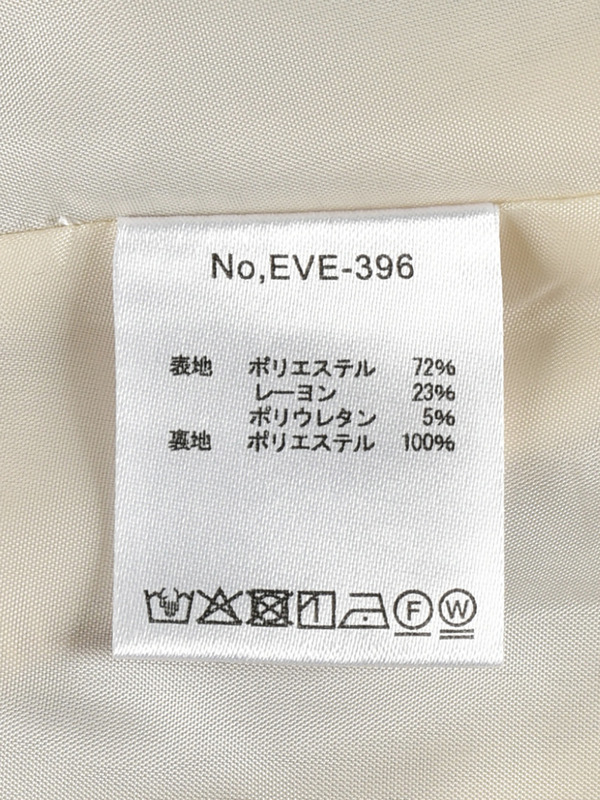 No,EVE-396
表地 ポリエステル 72%
レーヨン 23%
ポリウレタン 5%
裏地 ポリエステル 100%
F W